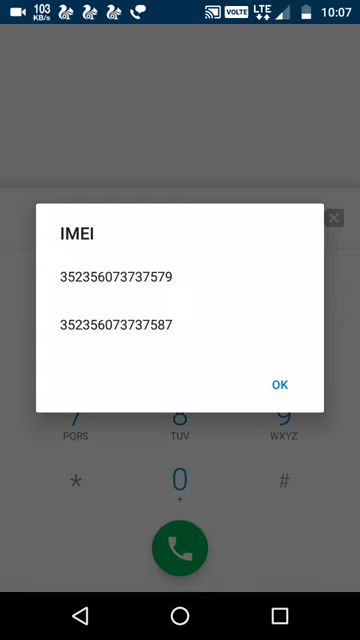 103
KB/s
VOLTE
LTE
10:07
IMEI
352356073737579
352356073737587
OK
7
8
9
PQRS
TUV
WXYZ
*
0
#
+